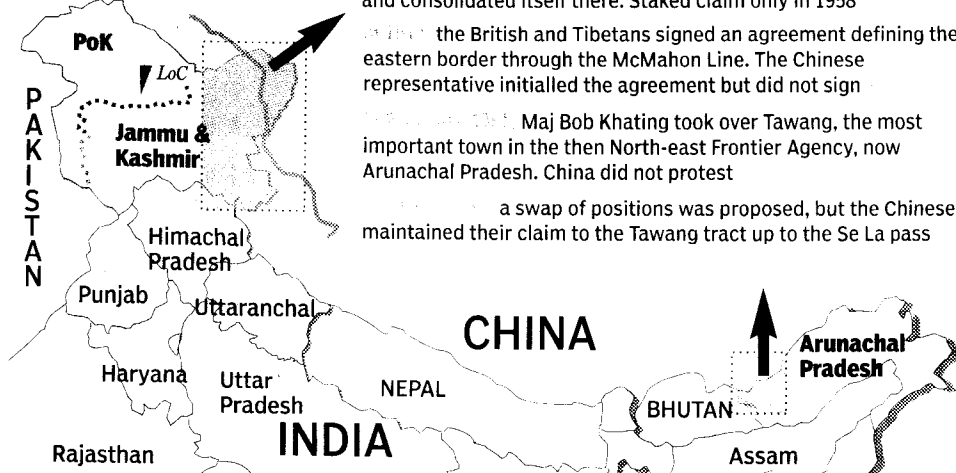 and consolidated itself there. Staked claim only in 1958
the British and Tibetans signed an agreement defining the
eastern border through the McMahon Line. The Chinese
representative initialled the agreement but did not sign
Maj Bob Khating took over Tawang, the most
important town in the then North-east Frontier Agency, now
Arunachal Pradesh. China did not protest
a swap of positions was proposed, but the Chinese
maintained their claim to the Tawang tract up to the Se La pass
PoK
LoC
PAKISTAN
Jammu &
Kashmir
Himachal
Pradesh
Punjab
Uttaranchal
CHINA
Arunachal
Pradesh
Haryana
Uttar
Pradesh
NEPAL
BHUTAN
INDIA
Rajasthan
Assam